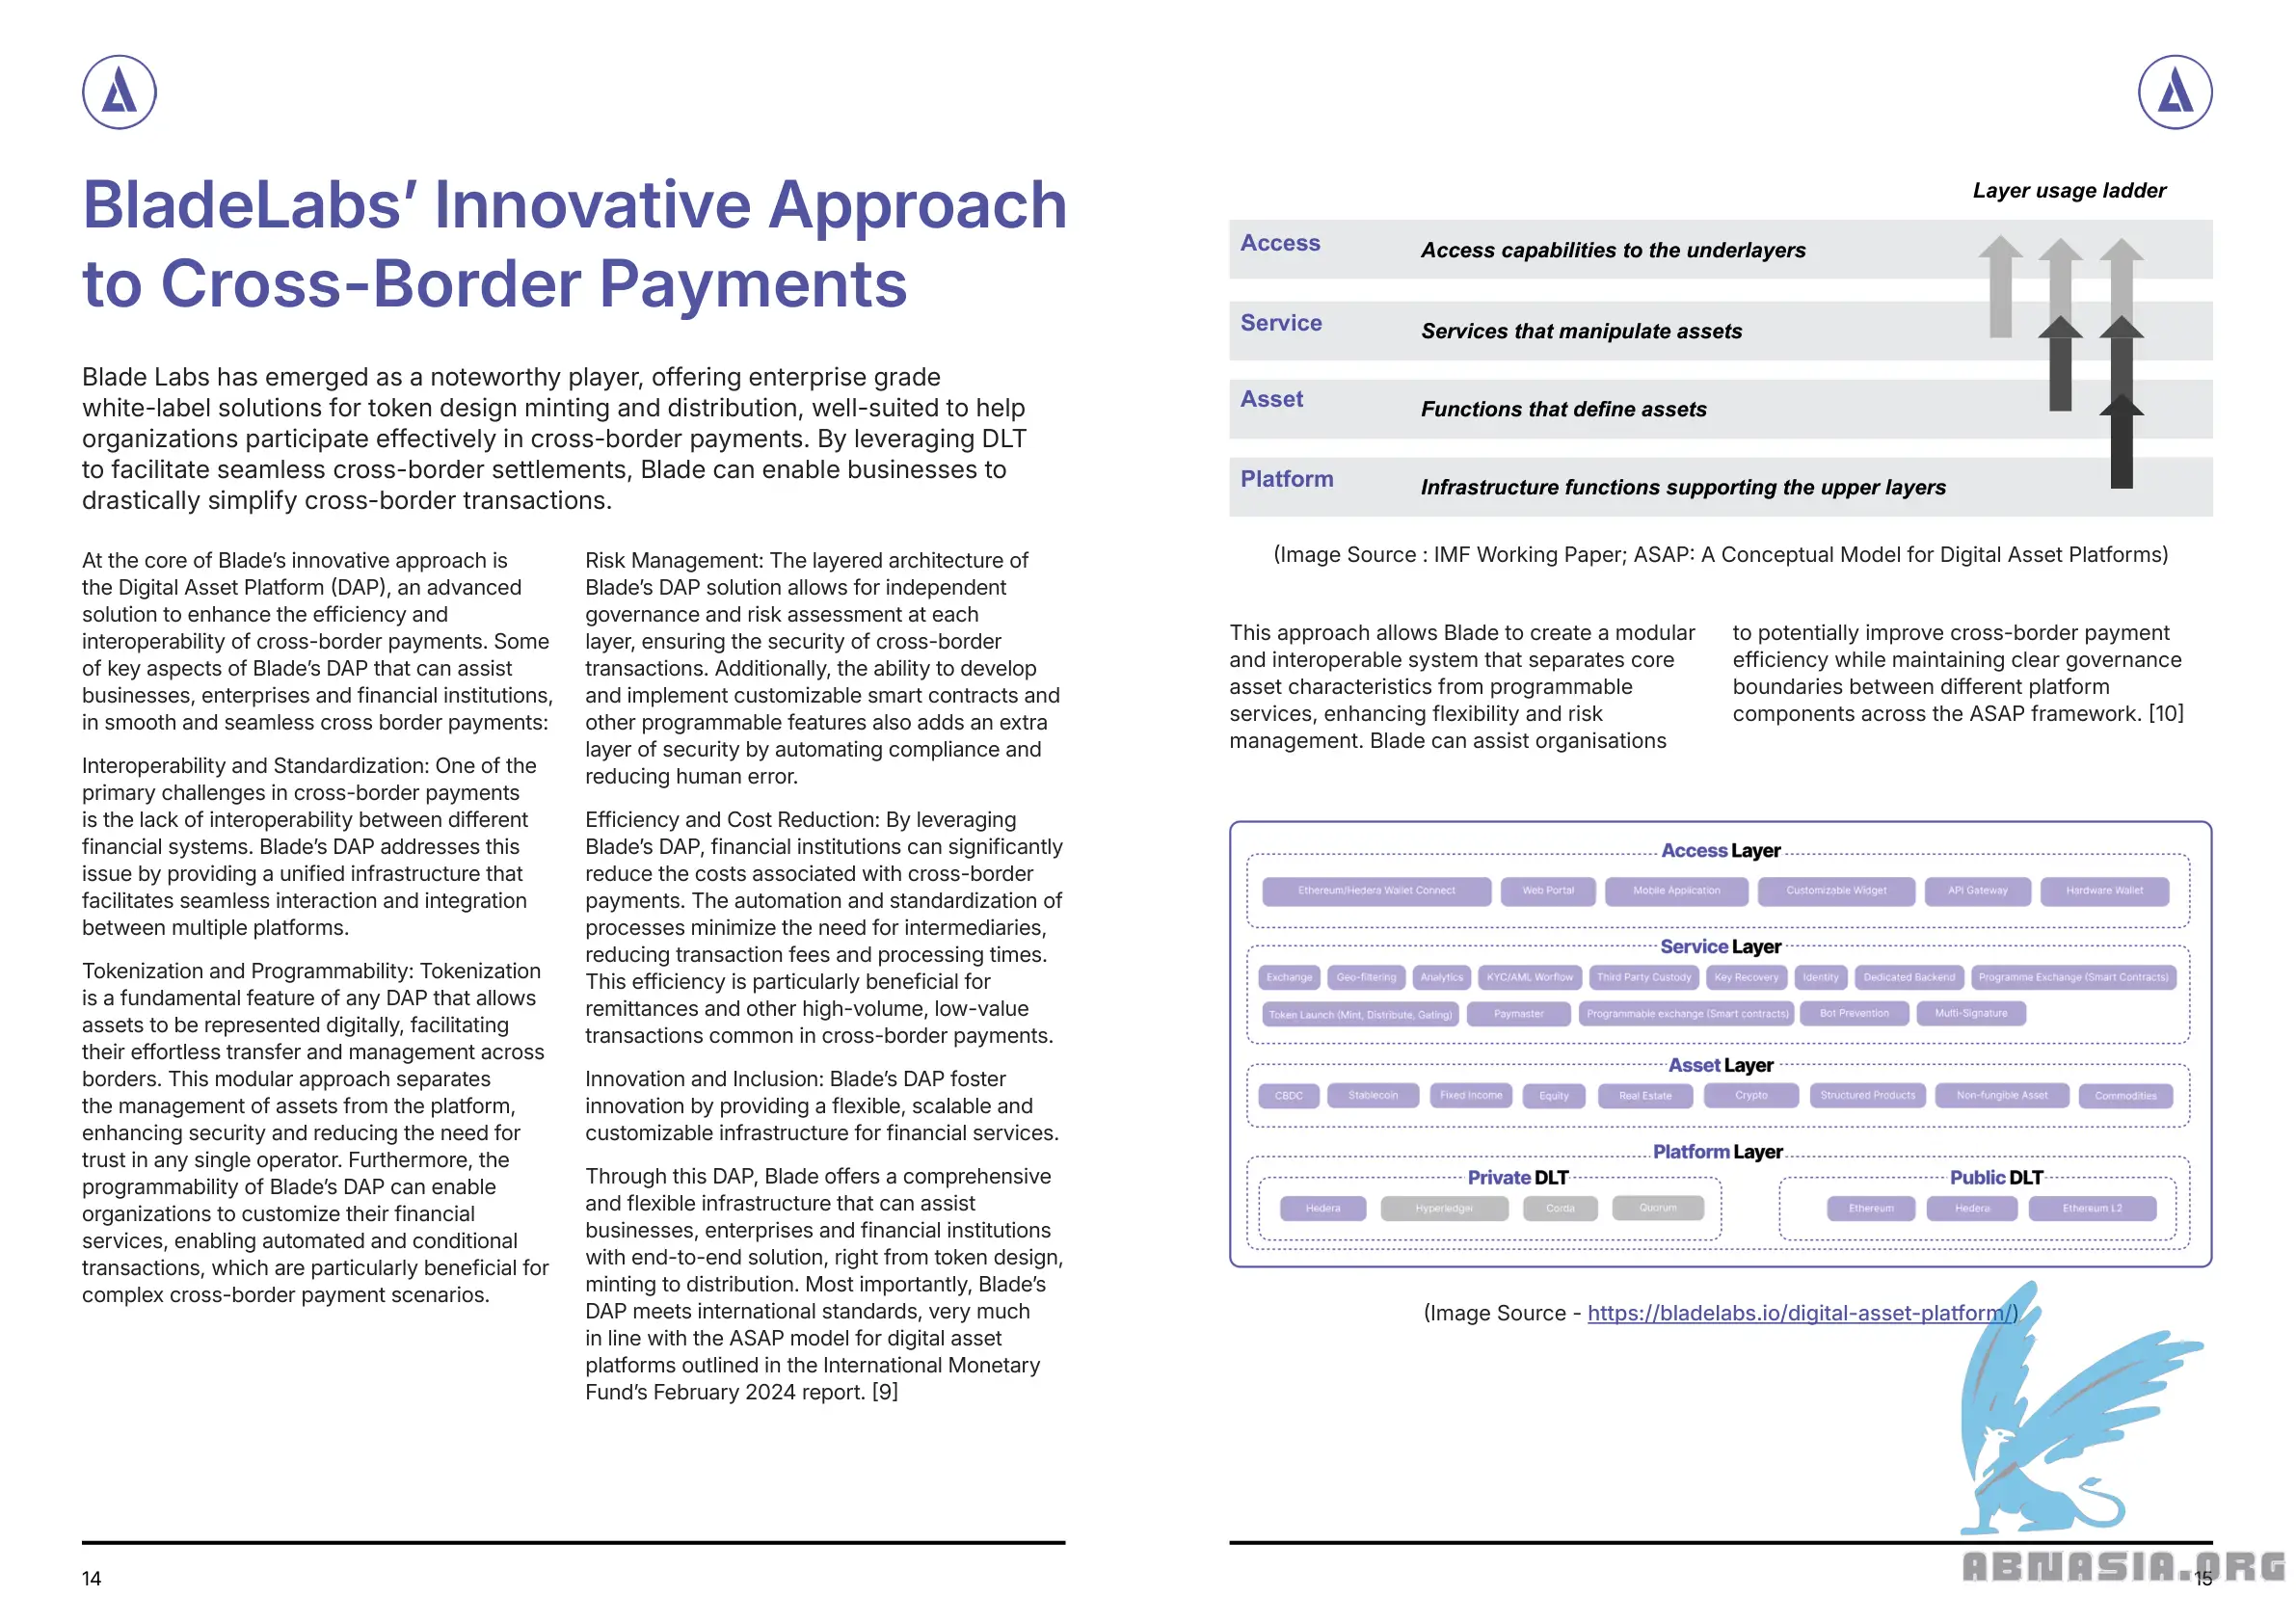 BladeLabs’ Innovative Approach
to Cross-Border Payments
Blade Labs has emerged as a noteworthy player, offering enterprise grade
white-label solutions for token design minting and distribution, well-suited to help
organizations participate effectively in cross-border payments. By leveraging DLT
to facilitate seamless cross-border settlements, Blade can enable businesses to
drastically simplify cross-border transactions.
At the core of Blade’s innovative approach is
the Digital Asset Platform (DAP), an advanced
solution to enhance the efficiency and
interoperability of cross-border payments. Some
of key aspects of Blade’s DAP that can assist
businesses, enterprises and financial institutions,
in smooth and seamless cross border payments:
Interoperability and Standardization: One of the
primary challenges in cross-border payments
is the lack of interoperability between different
financial systems. Blade’s DAP addresses this
issue by providing a unified infrastructure that
facilitates seamless interaction and integration
between multiple platforms.
Tokenization and Programmability: Tokenization
is a fundamental feature of any DAP that allows
assets to be represented digitally, facilitating
their effortless transfer and management across
borders. This modular approach separates
the management of assets from the platform,
enhancing security and reducing the need for
trust in any single operator. Furthermore, the
programmability of Blade’s DAP can enable
organizations to customize their financial
services, enabling automated and conditional
transactions, which are particularly beneficial for
complex cross-border payment scenarios.
Risk Management: The layered architecture of
Blade’s DAP solution allows for independent
governance and risk assessment at each
layer, ensuring the security of cross-border
transactions. Additionally, the ability to develop
and implement customizable smart contracts and
other programmable features also adds an extra
layer of security by automating compliance and
reducing human error.
Efficiency and Cost Reduction: By leveraging
Blade’s DAP, financial institutions can significantly
reduce the costs associated with cross-border
payments. The automation and standardization of
processes minimize the need for intermediaries,
reducing transaction fees and processing times.
This efficiency is particularly beneficial for
remittances and other high-volume, low-value
transactions common in cross-border payments.
Innovation and Inclusion: Blade’s DAP foster
innovation by providing a flexible, scalable and
customizable infrastructure for financial services.
Through this DAP, Blade offers a comprehensive
and flexible infrastructure that can assist
businesses, enterprises and financial institutions
with end-to-end solution, right from token design,
minting to distribution. Most importantly, Blade’s
DAP meets international standards, very much
in line with the ASAP model for digital asset
platforms outlined in the International Monetary
Fund’s February 2024 report. [9]
14
Layer usage ladder
Access Access capabilities to the underlayers
Service Services that manipulate assets
Asset Functions that define assets
Platform Infrastructure functions supporting the upper layers
(Image Source : IMF Working Paper; ASAP: A Conceptual Model for Digital Asset Platforms)
This approach allows Blade to create a modular
and interoperable system that separates core
asset characteristics from programmable
services, enhancing flexibility and risk
management. Blade can assist organisations
to potentially improve cross-border payment
efficiency while maintaining clear governance
boundaries between different platform
components across the ASAP framework. [10]
Access Layer
Ethereum/Hedera Wallet Connect Web Portal Mobile Application Customizable Widget API Gateway Hardware Wallet
Service Layer
Exchange Geo-filtering Analytics KYC/AML Worflow Third Party Custody Key Recovery Identity Dedicated Backend Programme Exchange (Smart Contracts)
Token Launch (Mint, Distribute, Gating) Paymaster Programmable exchange (Smart contracts) Bot Prevention Multi-Signature
Asset Layer
CBDC Stablecoin Fixed Income Equity Real Estate Crypto Structured Products Non-fungible Asset Commodities
Platform Layer
Private DLT Public DLT
Hedera Hyperledger Corda Quorum Ethereum Hedera Ethereum L2
(Image Source - https://bladelabs.io/digital-asset-platform/)
ABNASIA.ORG
15